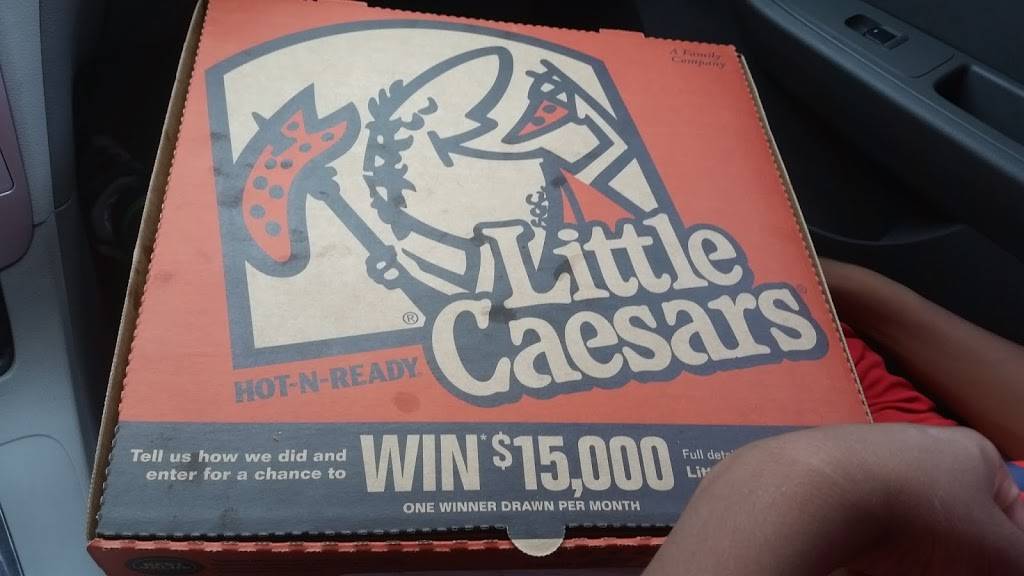 A Family
Company
Little
Caesars®
®
HOT-N-READY
Tell us how we did and
enter for a chance to
WIN* $15,000
Full
ONE WINNER DRAWN PER MONTH